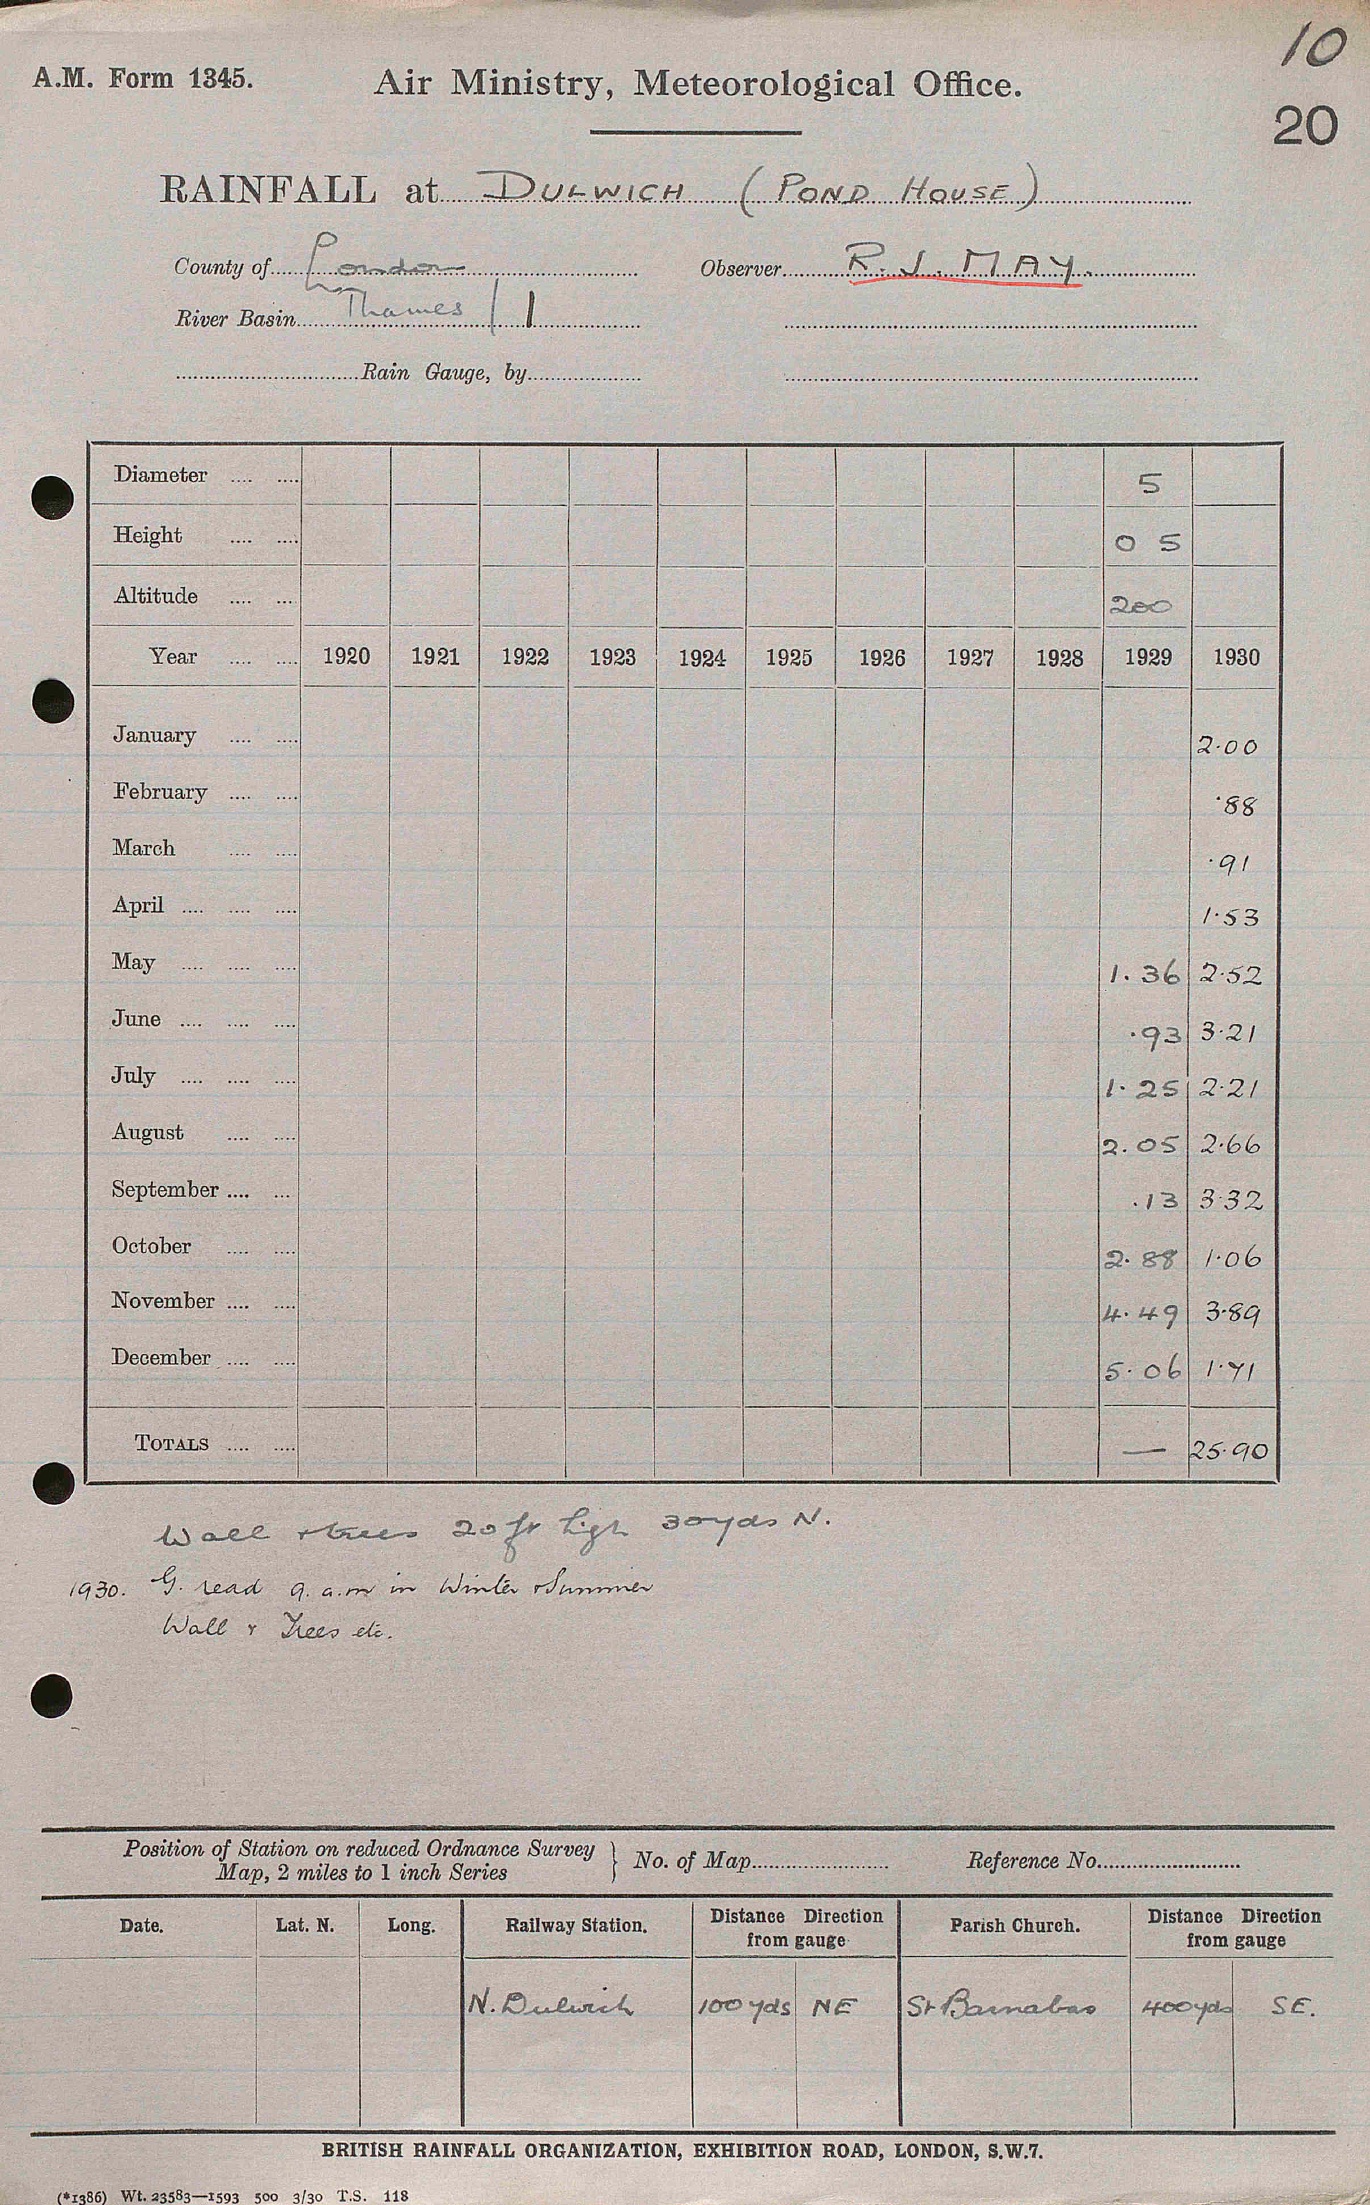 10
A.M. Form 1345. Air Ministry, Meteorological Office.
20
RAINFALL at DULWICH (POND HOUSE)
County of London Observer R. J. MAY.
River Basin Thames / 1
Rain Gauge, by
Diameter .... .... 5
Height .... .... 0 5
Altitude .... .... 200
Year .... .... 1920 1921 1922 1923 1924 1925 1926 1927 1928 1929 1930
January .... .... 2.00
February .... .... .88
March .... .... .91
April .... .... .... 1.53
May .... .... .... 1.36 2.52
June .... .... .... .93 3.21
July .... .... .... 1.25 2.21
August .... .... 2.05 2.66
September .... .... .13 3.32
October .... .... 2.88 1.06
November .... .... 4.49 3.89
December .... .... 5.06 1.71
TOTALS .... .... — 25.90
Wall & trees 20 ft high 30 yds N.
1930. G. read 9. a.m in Winter & Summer
Wall & Trees etc.
Position of Station on reduced Ordnance Survey
Map, 2 miles to 1 inch Series } No. of Map Reference No.
Date. Lat. N. Long. Railway Station. Distance Direction from gauge Parish Church. Distance Direction from gauge
N. Dulwich 100 yds NE St Barnabas 400 yds SE.
BRITISH RAINFALL ORGANIZATION, EXHIBITION ROAD, LONDON, S.W.7.
(*1386) Wt. 23583—1593 500 3/30 T.S. 118